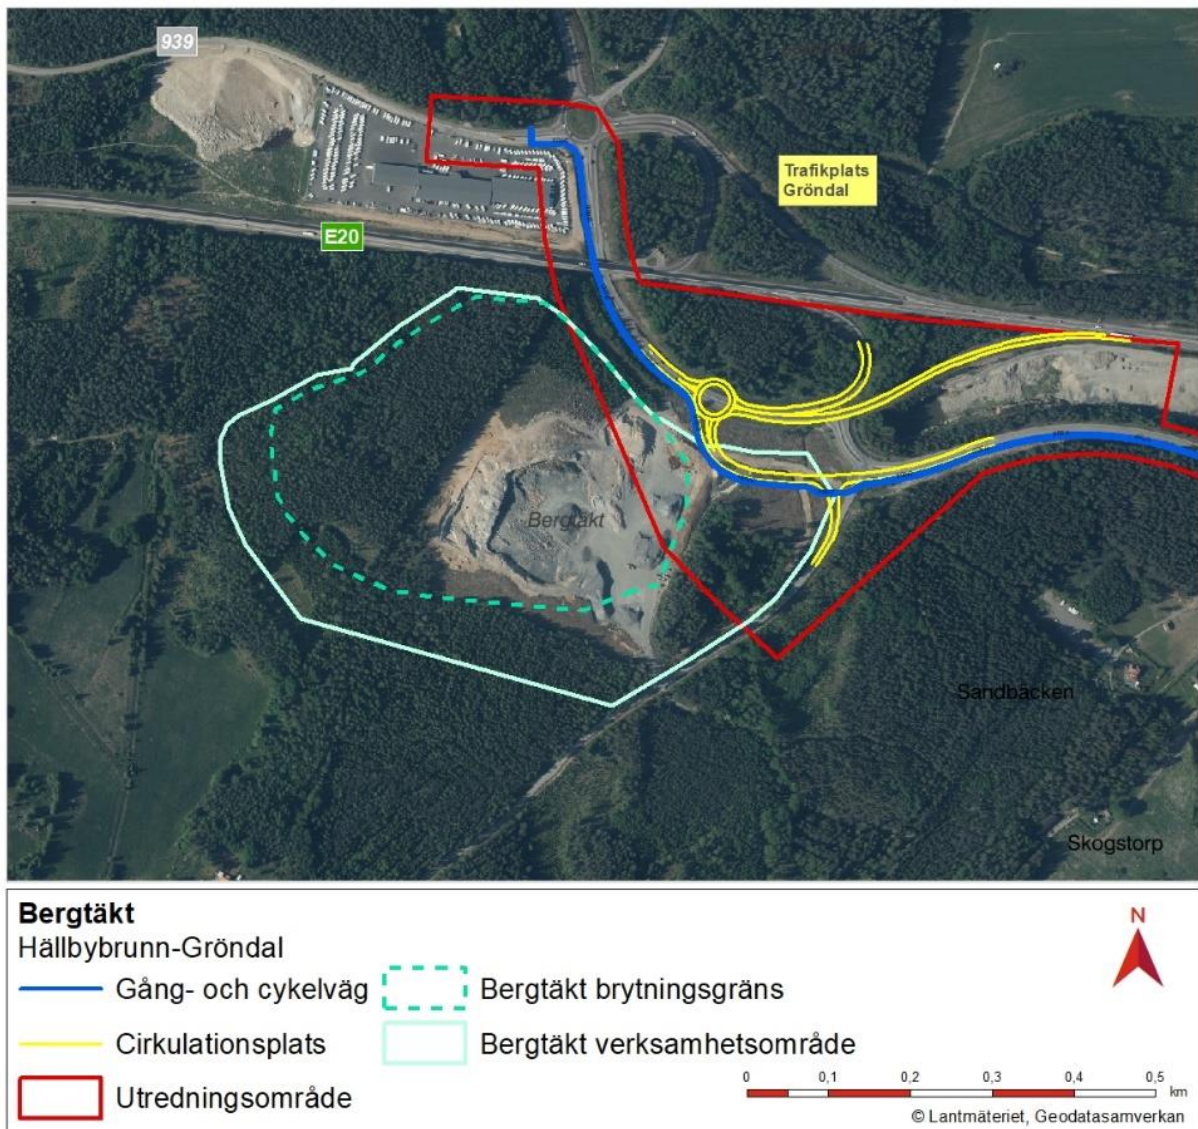 939
Trafikplats
Gröndal
E20
Bergtäkt
Sandbäcken
Skogstorp
Bergtäkt
Hällbybrunn-Gröndal
Gång- och cykelväg
Bergtäkt brytningsgräns
Cirkulationsplats
Bergtäkt verksamhetsområde
Utredningsområde
N
0 0,1 0,2 0,3 0,4 0,5
km
© Lantmäteriet, Geodatasamverkan